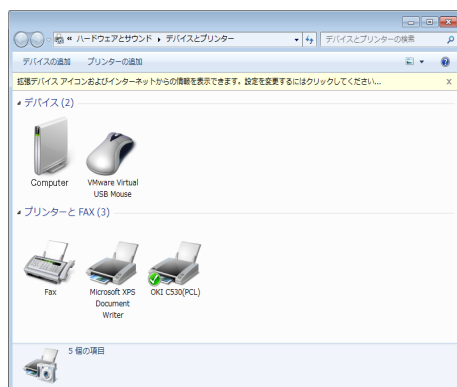 « ハードウェアとサウンド ▸ デバイスとプリンター
デバイスとプリンターの検索
デバイスの追加 プリンターの追加
拡張デバイス アイコンおよびインターネットからの情報を表示できます。設定を変更するにはクリックしてください... x
デバイス (2)
Computer
VMware Virtual
USB Mouse
プリンターと FAX (3)
Fax
Microsoft XPS
Document
Writer
OKI C530(PCL)
5 個の項目